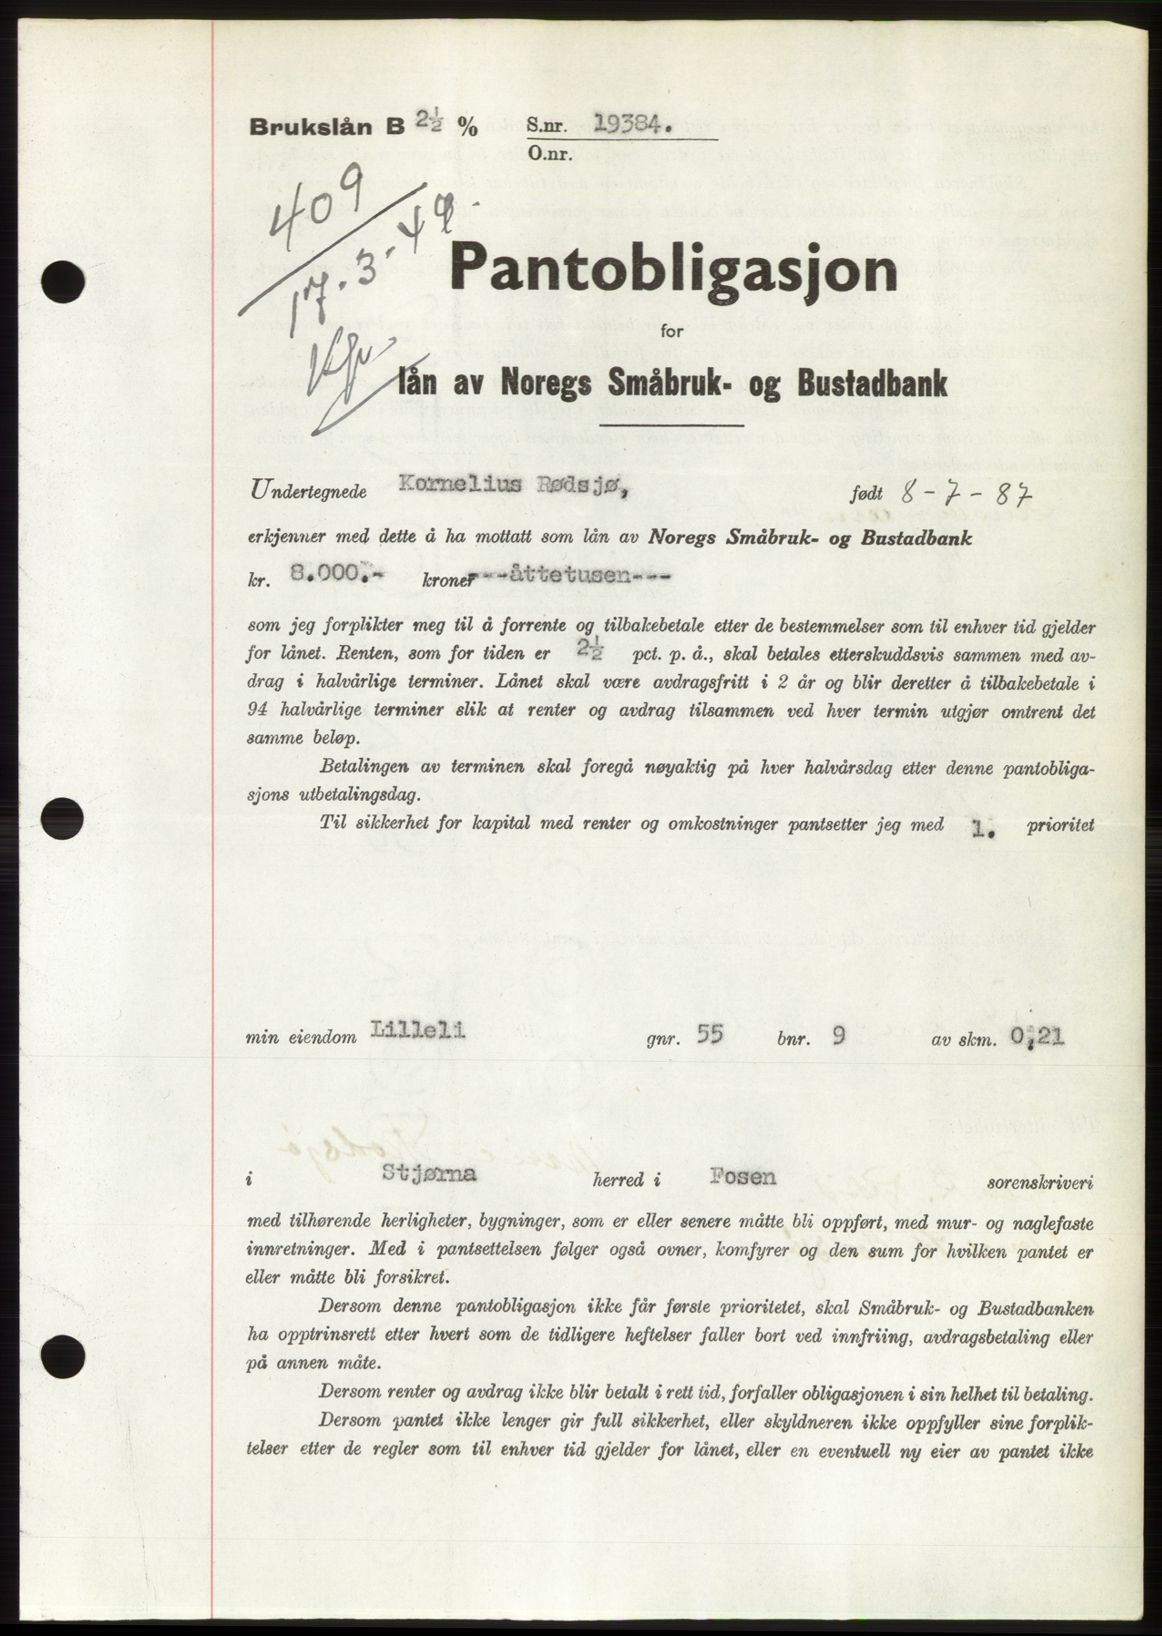 Brukslån B 2½ % S.nr. 19384.
O.nr.
409
17-3-49.
Pantobligasjon
for
lån av Noregs Småbruk- og Bustadbank
Undertegnede Kornelius Rødsjø, født 8-7-87
erkjenner med dette å ha mottatt som lån av Noregs Småbruk- og Bustadbank
kr. 8.000.- kroner---åttetusen---
som jeg forplikter meg til å forrente og tilbakebetale etter de bestemmelser som til enhver tid gjelder
for lånet. Renten, som for tiden er 2½ pct. p. å., skal betales etterskuddsvis sammen med av-
drag i halvårlige terminer. Lånet skal være avdragsfritt i 2 år og blir deretter å tilbakebetale i
94 halvårlige terminer slik at renter og avdrag tilsammen ved hver termin utgjør omtrent det
samme beløp.
Betalingen av terminen skal foregå nøyaktig på hver halvårsdag etter denne pantobliga-
sjons utbetalingsdag.
Til sikkerhet for kapital med renter og omkostninger pantsetter jeg med 1. prioritet
min eiendom Lilleli gnr. 55 bnr. 9 av skm. 0,21
i Stjørna herred i Fosen sorenskriveri
med tilhørende herligheter, bygninger, som er eller senere måtte bli oppført, med mur- og naglefaste
innretninger. Med i pantsettelsen følger også ovner, komfyrer og den sum for hvilken pantet er
eller måtte bli forsikret.
Dersom denne pantobligasjon ikke får første prioritetet, skal Småbruk- og Bustadbanken
ha opptrinsrett etter hvert som de tidligere heftelser faller bort ved innfriing, avdragsbetaling eller
på annen måte.
Dersom renter og avdrag ikke blir betalt i rett tid, forfaller obligasjonen i sin helhet til betaling.
Dersom pantet ikke lenger gir full sikkerhet, eller skyldneren ikke oppfyller sine forplik-
telser etter de regler som til enhver tid gjelder for lånet, eller en eventuell ny eier av pantet ikke